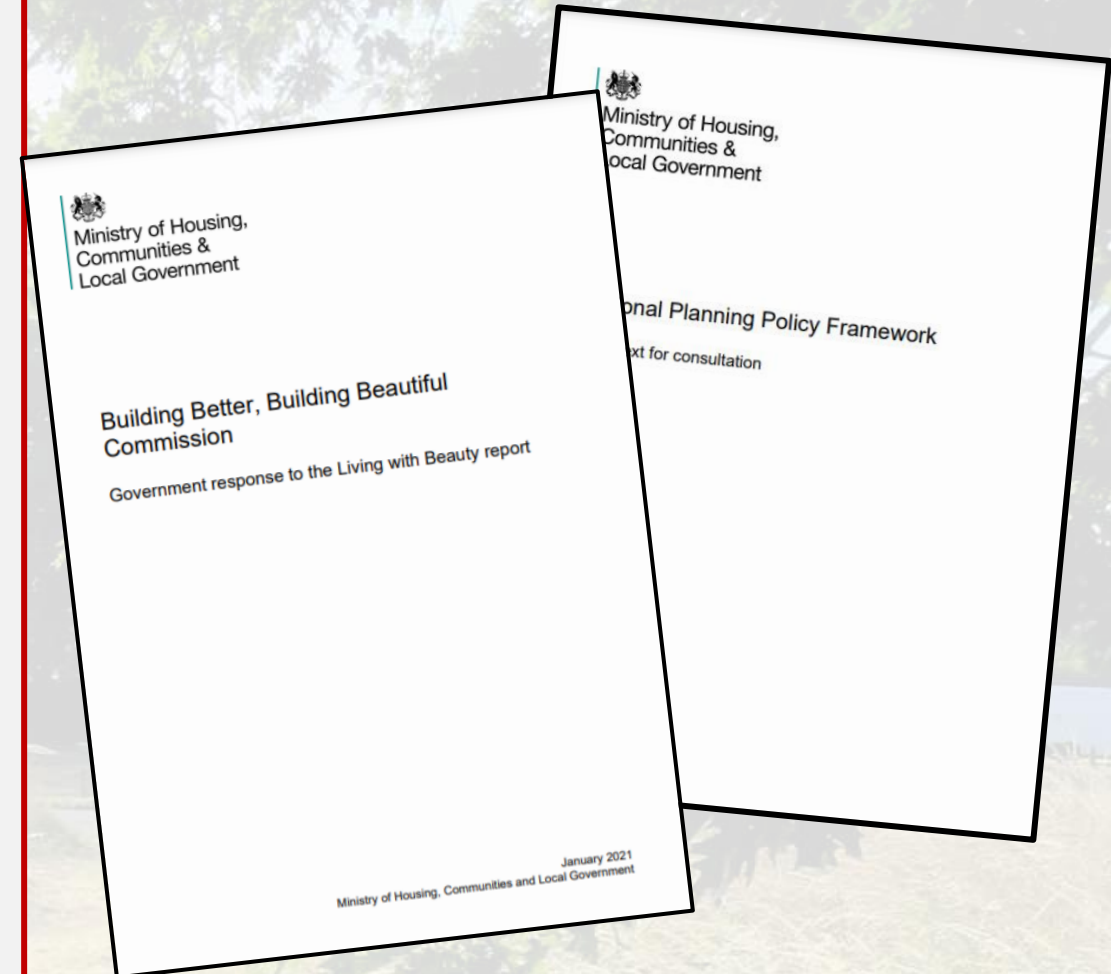 Ministry of Housing,
Communities &
Local Government
Building Better, Building Beautiful
Commission
Government response to the Living with Beauty report
January 2021
Ministry of Housing, Communities and Local Government
Ministry of Housing,
Communities &
ocal Government
onal Planning Policy Framework
xt for consultation